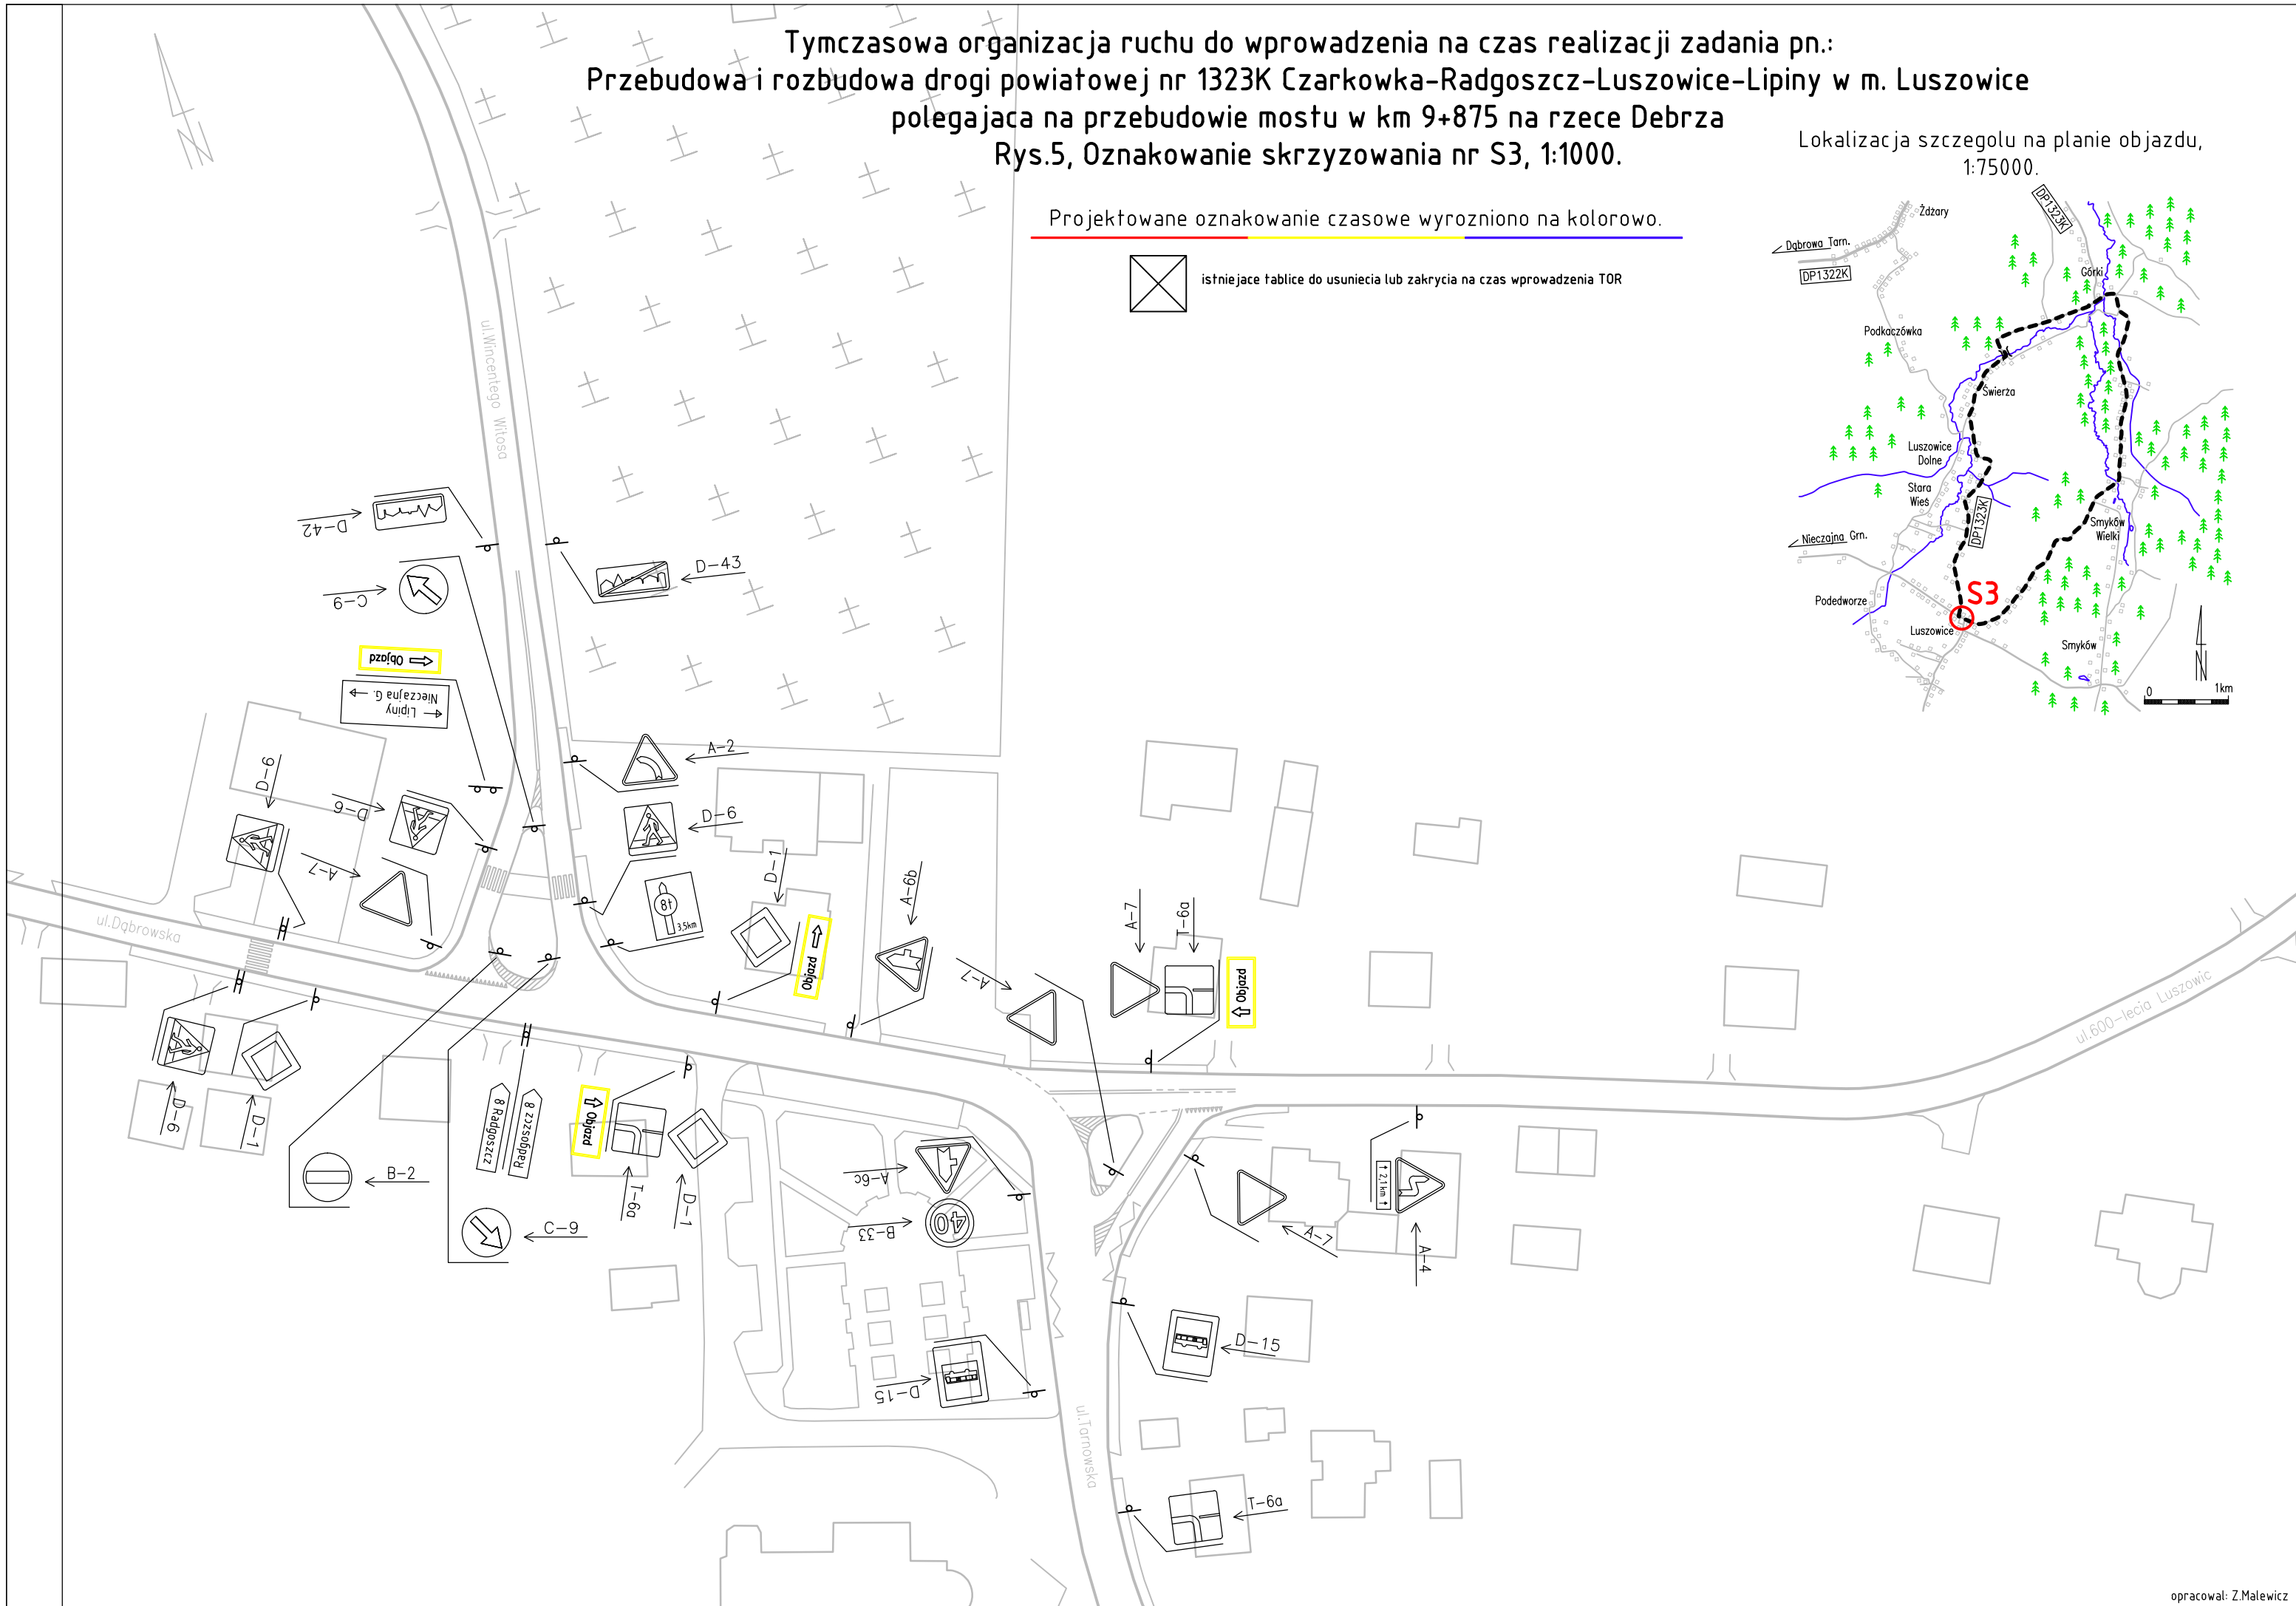 Tymczasowa organizacja ruchu do wprowadzenia na czas realizacji zadania pn.:
Przebudowa i rozbudowa drogi powiatowej nr 1323K Czarkowka-Radgoszcz-Luszowice-Lipiny w m. Luszowice
polegajaca na przebudowie mostu w km 9+875 na rzece Debrza
Rys.5, Oznakowanie skrzyzowania nr S3, 1:1000.
Projektowane oznakowanie czasowe wyrozniono na kolorowo.
istniejace tablice do usuniecia lub zakrycia na czas wprowadzenia TOR
Lokalizacja szczegolu na planie objazdu,
1:75000.
Żdżary
DP1323K
Dąbrowa Tarn.
DP1322K
Górki
Podkaczówka
Świerża
Luszowice
Dolne
Stara
Wieś
DP1323K
Nieczajna Grn.
Smyków
Wielki
Podedworze
S3
Luszowice
Smyków
N
0
1km
N
ul.Wincentego Witosa
D-42
D-43
C-9
Objazd
Nieczajna G.
Lipiny
A-2
D-6
D-6
D-6
A-7
D-1
8t
3,5km
Objazd
A-6b
A-7
A-7
T-6a
Objazd
ul.Dąbrowska
ul.600-lecia Luszowic
D-6
D-1
B-2
8 Radgoszcz
Radgoszcz 8
Objazd
T-6a
D-1
C-9
A-6c
40
B-33
A-7
2,1 km
A-4
D-15
D-15
ul.Tarnowska
T-6a
opracowal: Z.Malewicz